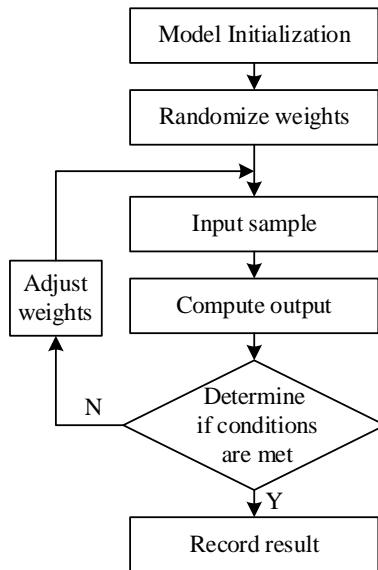 Model Initialization
Randomize weights
Input sample
Adjust
weights
Compute output
Determine
if conditions
are met
N
Y
Record result